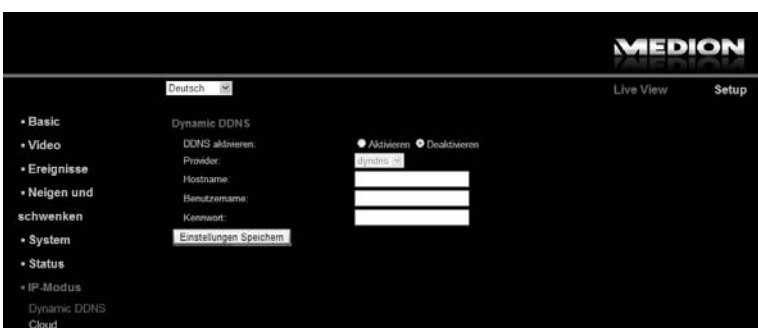 MEDION
Deutsch
Live View
Setup
• Basic
• Video
• Ereignisse
• Neigen und
schwenken
• System
• Status
• IP-Modus
Dynamic DDNS
Cloud
Dynamic DDNS
DDNS aktivieren: Aktivieren Deaktivieren
Provider: dyndns
Hostname:
Benutzername:
Kennwort:
Einstellungen Speichern